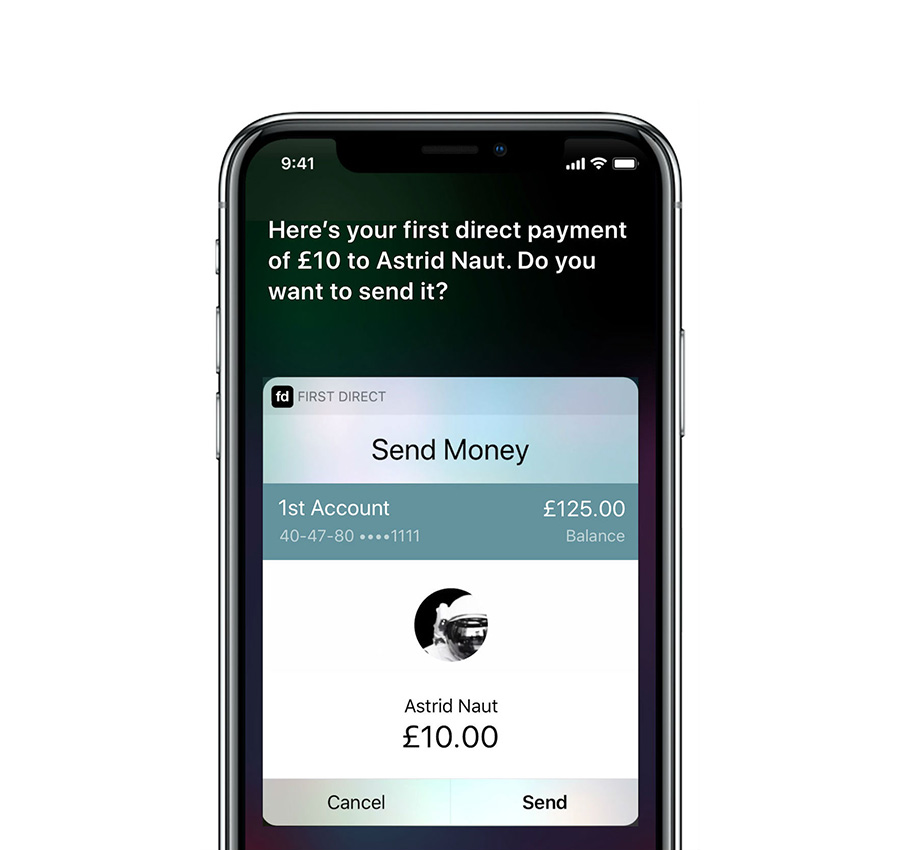 9:41
Here’s your first direct payment
of £10 to Astrid Naut. Do you
want to send it?
fd FIRST DIRECT
Send Money
1st Account £125.00
40-47-80 ••••1111 Balance
Astrid Naut
£10.00
Cancel Send